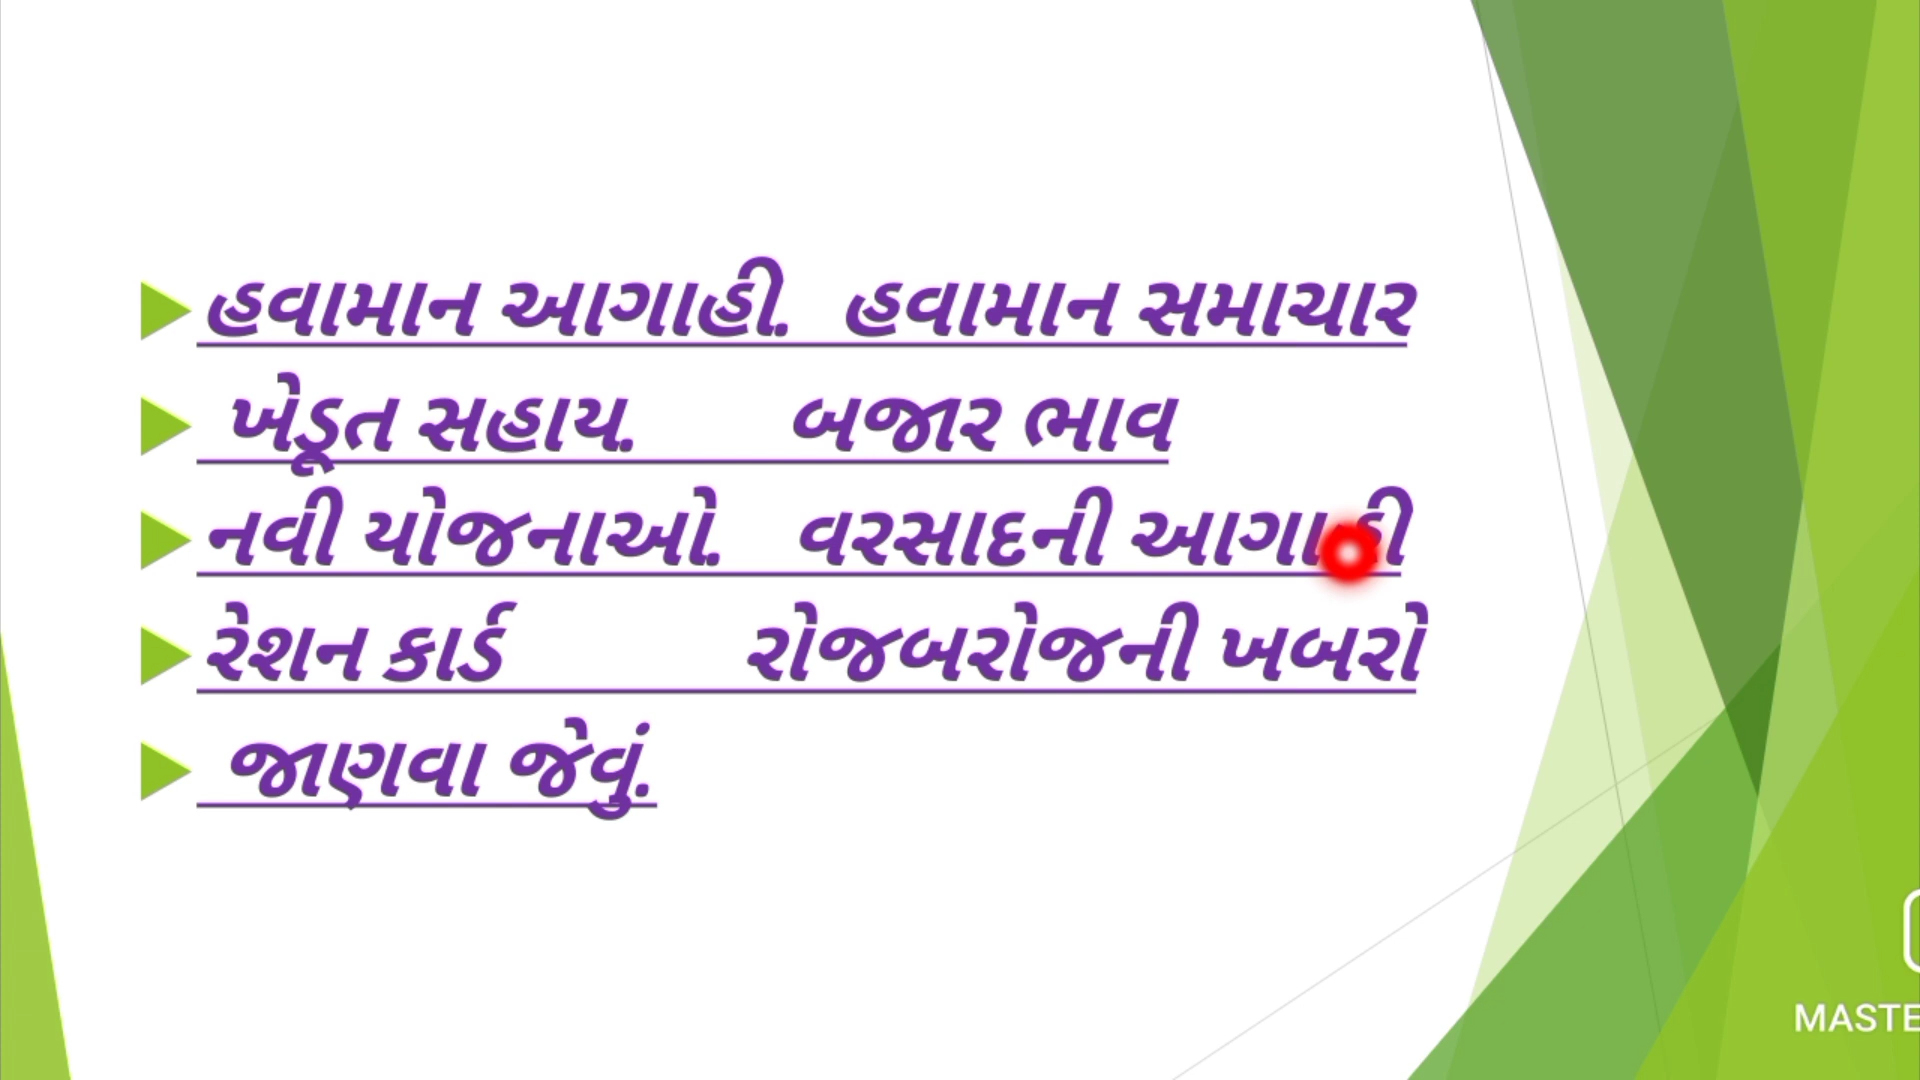 હવામાન આગાહી. હવામાન સમાચાર
ખેડૂત સહાય. બજાર ભાવ
નવી યોજનાઓ. વરસાદની આગાહી
રેશન કાર્ડ રોજબરોજની ખબરો
જાણવા જેવું.